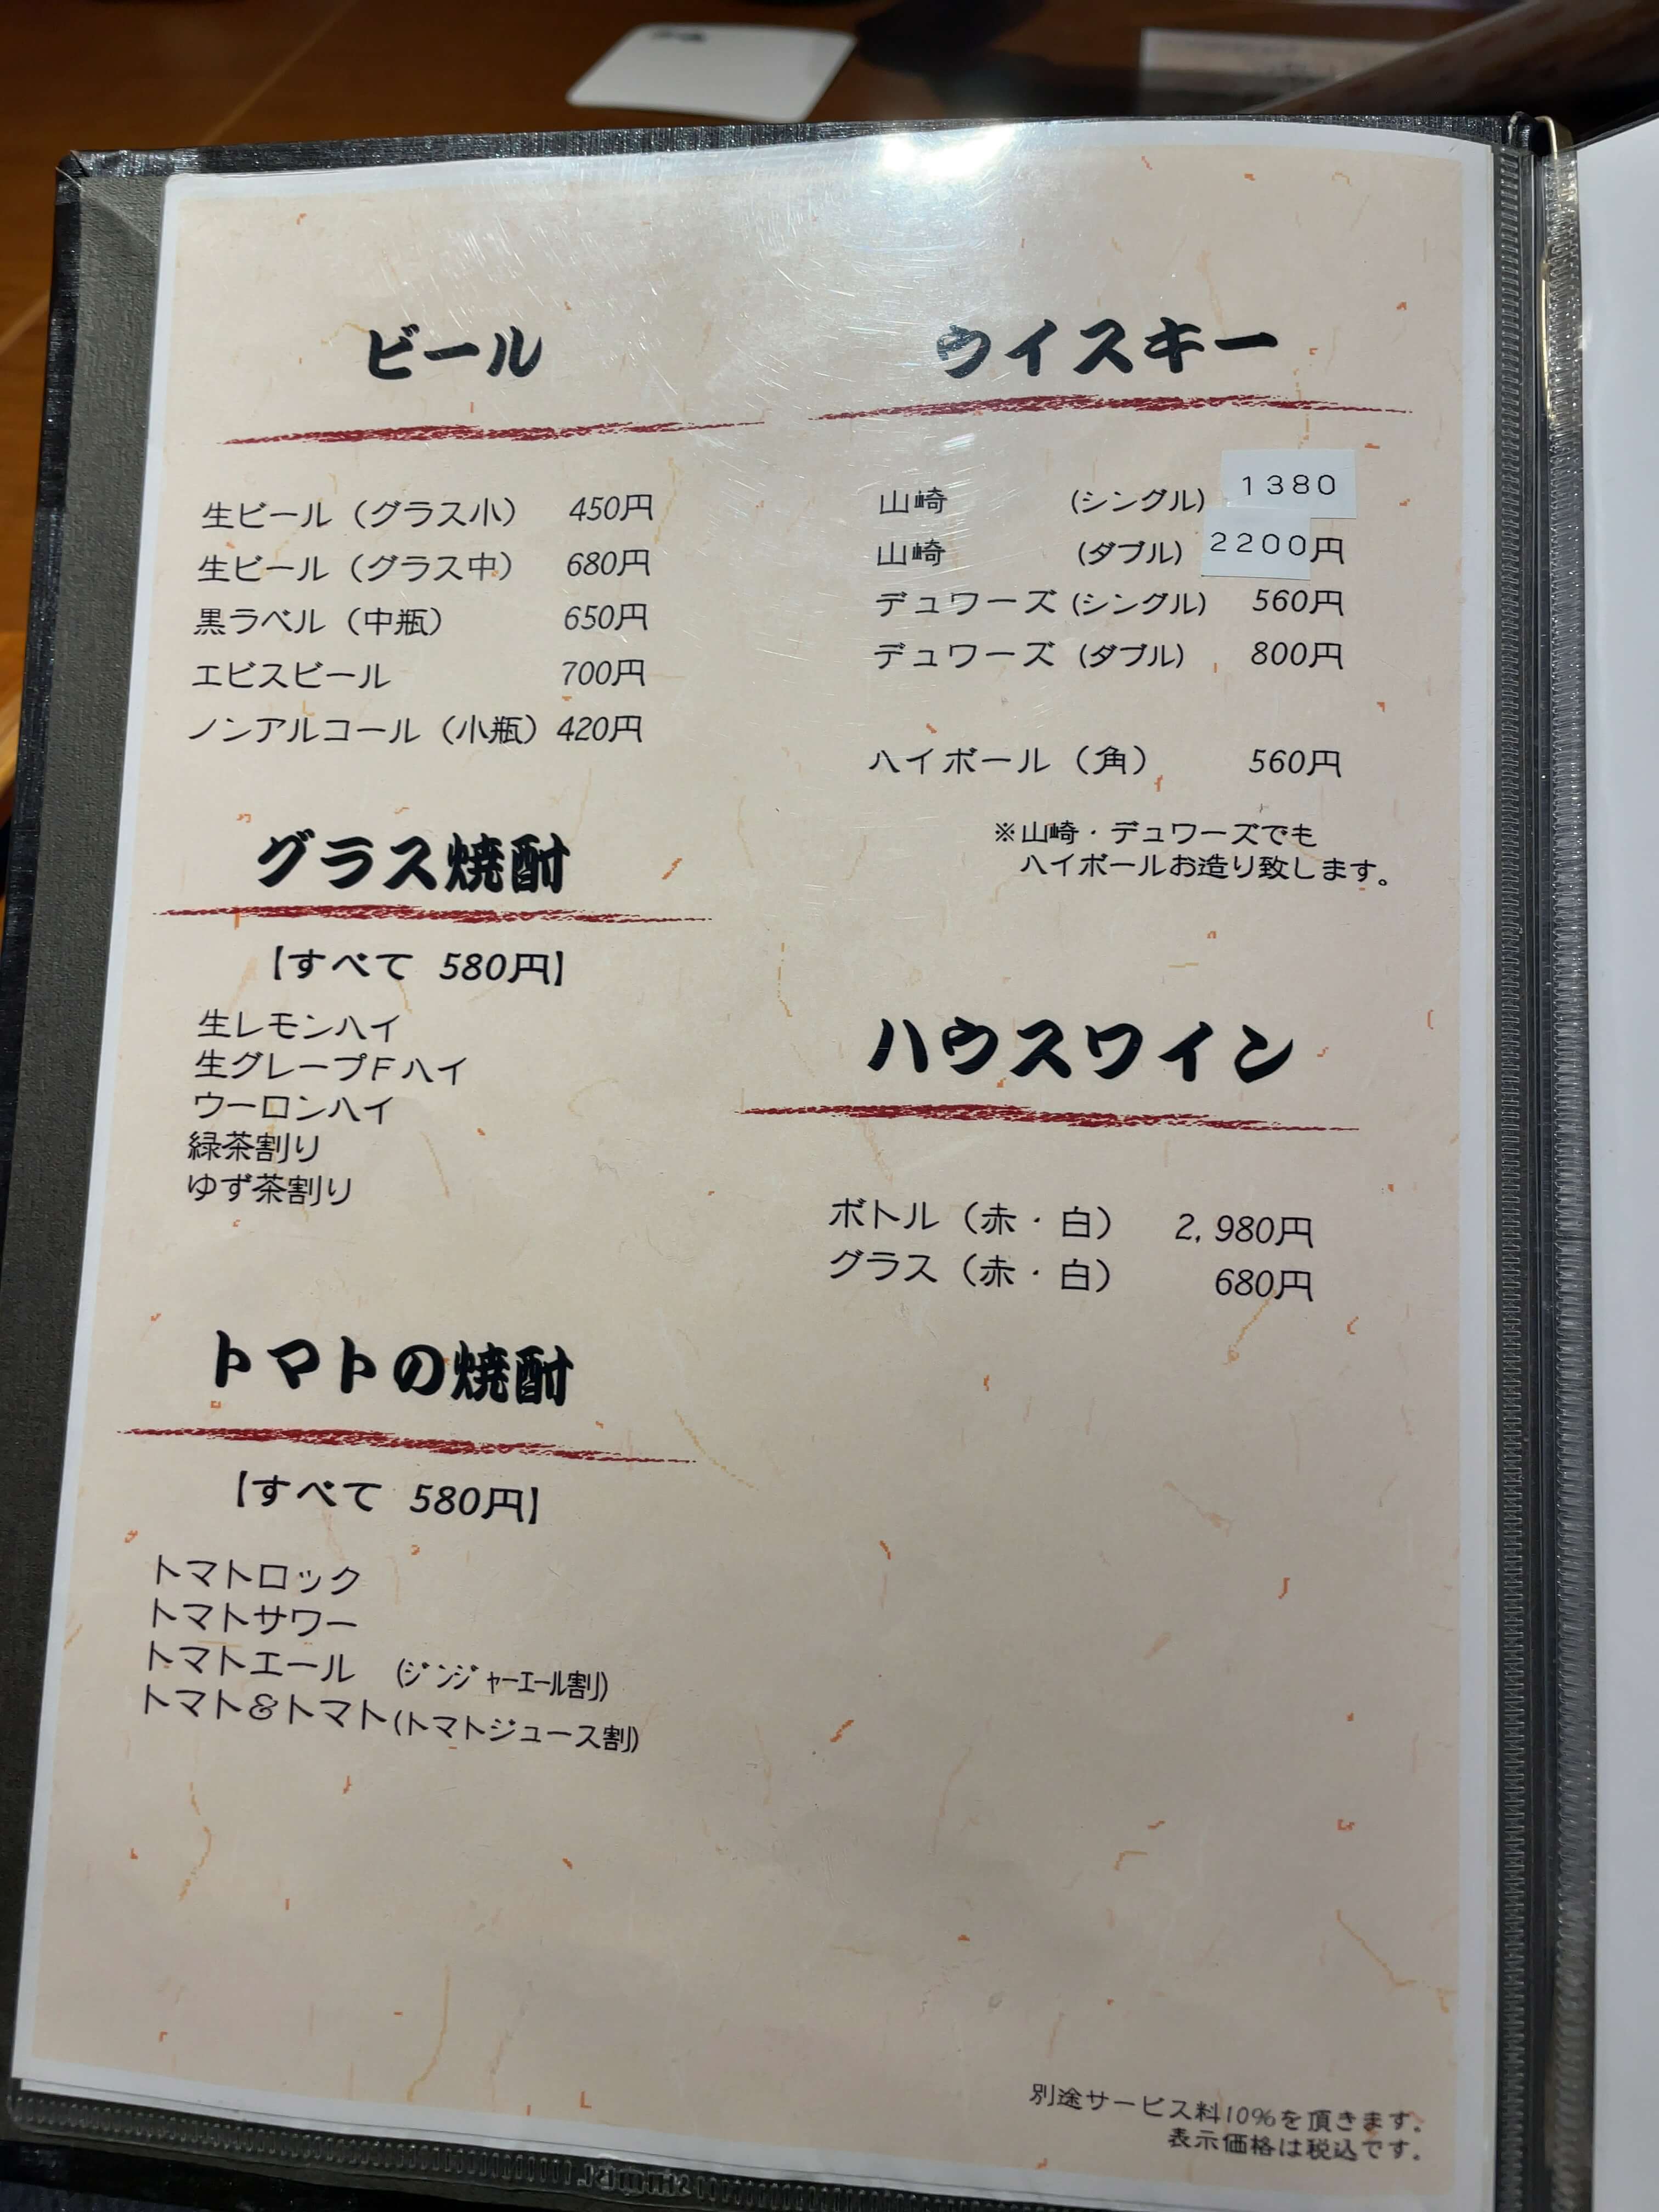 ビール
生ビール（グラス小） 450円
生ビール（グラス中） 680円
黒ラベル（中瓶） 650円
エビスビール 700円
ノンアルコール（小瓶） 420円
グラス焼酎
【すべて 580円】
生レモンハイ
生グレープFハイ
ウーロンハイ
緑茶割り
ゆず茶割り
トマトの焼酎
【すべて 580円】
トマトロック
トマトサワー
トマトエール (ｼﾞﾝｼﾞｬｰｴｰﾙ割り)
トマト&トマト(トマトジュース割)
ウイスキー
山崎 (シングル) 1380
山崎 (ダブル) 2200円
デュワーズ (シングル) 560円
デュワーズ (ダブル) 800円
ハイボール（角） 560円
※山崎・デュワーズでも
ハイボールお造り致します。
ハウスワイン
ボトル（赤・白） 2,980円
グラス（赤・白） 680円
別途サービス料10%を頂きます。
表示価格は税込です。